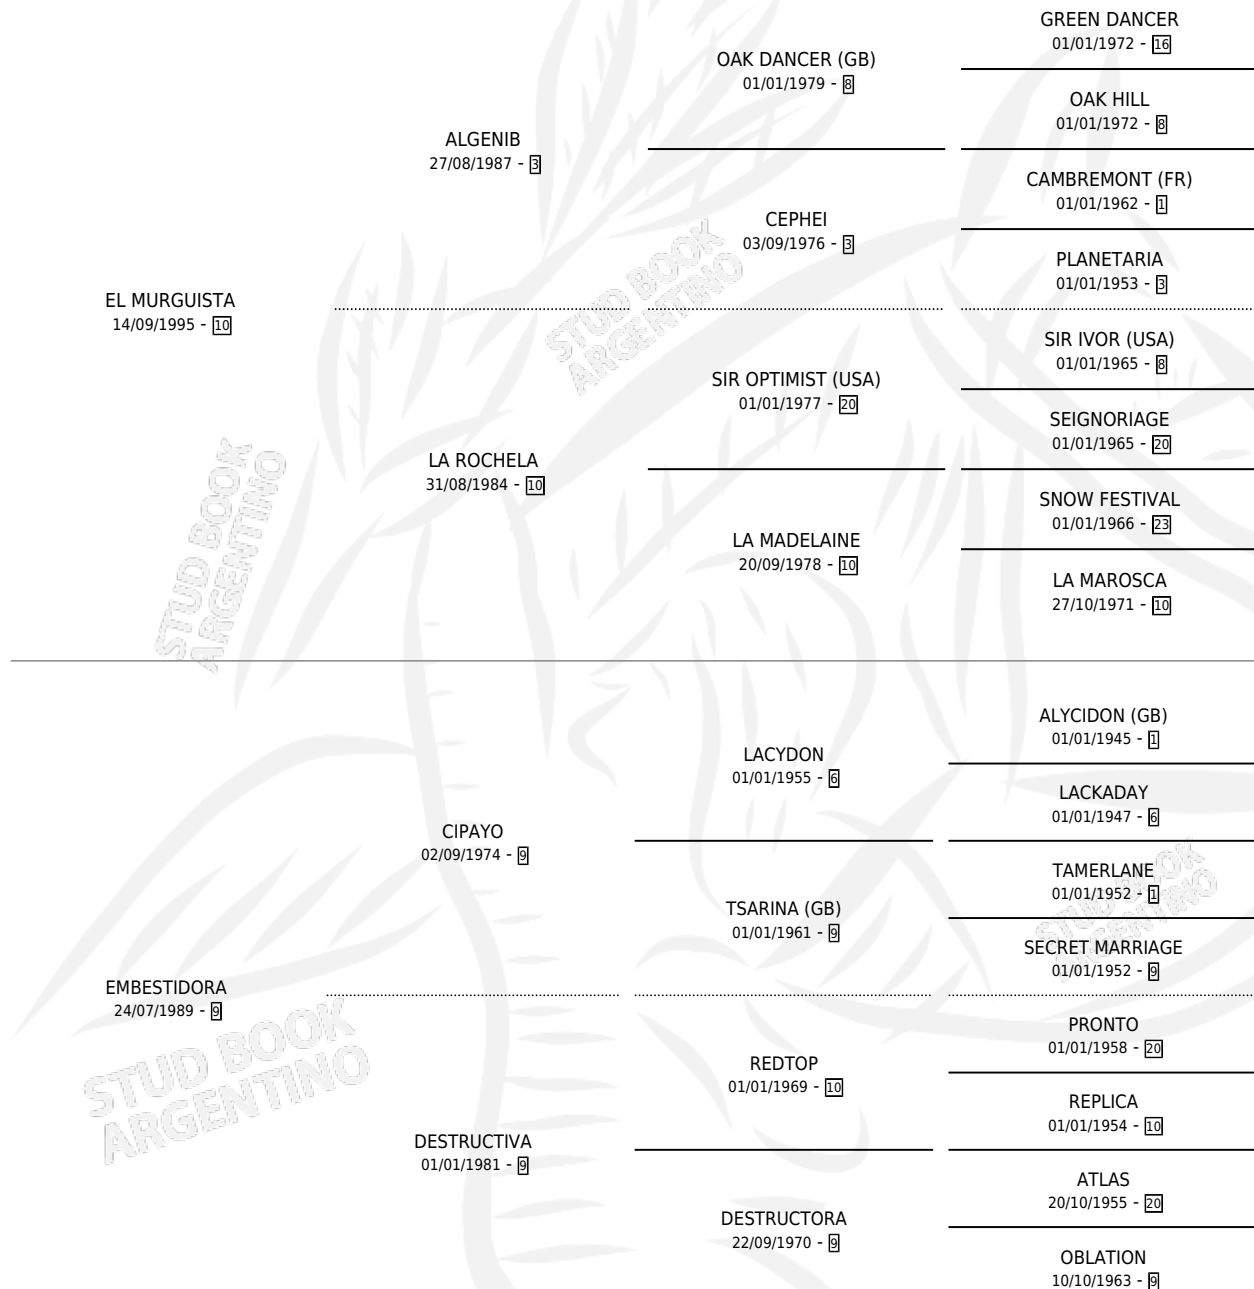 GREEN DANCER
01/01/1972 - 16
OAK DANCER (GB)
01/01/1979 - 8
OAK HILL
01/01/1972 - 8
ALGENIB
27/08/1987 - 3
CAMBREMONT (FR)
01/01/1962 - 1
CEPHEI
03/09/1976 - 3
PLANETARIA
01/01/1953 - 3
EL MURGUISTA
14/09/1995 - 10
SIR IVOR (USA)
01/01/1965 - 8
SIR OPTIMIST (USA)
01/01/1977 - 20
SEIGNORIAGE
01/01/1965 - 20
LA ROCHELA
31/08/1984 - 10
SNOW FESTIVAL
01/01/1966 - 23
LA MADELAINE
20/09/1978 - 10
LA MAROSCA
27/10/1971 - 10
ALYCIDON (GB)
01/01/1945 - 1
LACYDON
01/01/1955 - 6
LACKADAY
01/01/1947 - 6
CIPAYO
02/09/1974 - 9
TAMERLANE
01/01/1952 - 1
TSARINA (GB)
01/01/1961 - 9
SECRET MARRIAGE
01/01/1952 - 9
EMBESTIDORA
24/07/1989 - 9
PRONTO
01/01/1958 - 20
REDTOP
01/01/1969 - 10
REPLICA
01/01/1954 - 10
DESTRUCTIVA
01/01/1981 - 9
ATLAS
20/10/1955 - 20
DESTRUCTORA
22/09/1970 - 9
OBLATION
10/10/1963 - 9
STUD BOOK
ARGENTINO
STUD BOOK
ARGENTINO
STUD BOOK
ARGENTINO
STUD BOOK
ARGENTINO